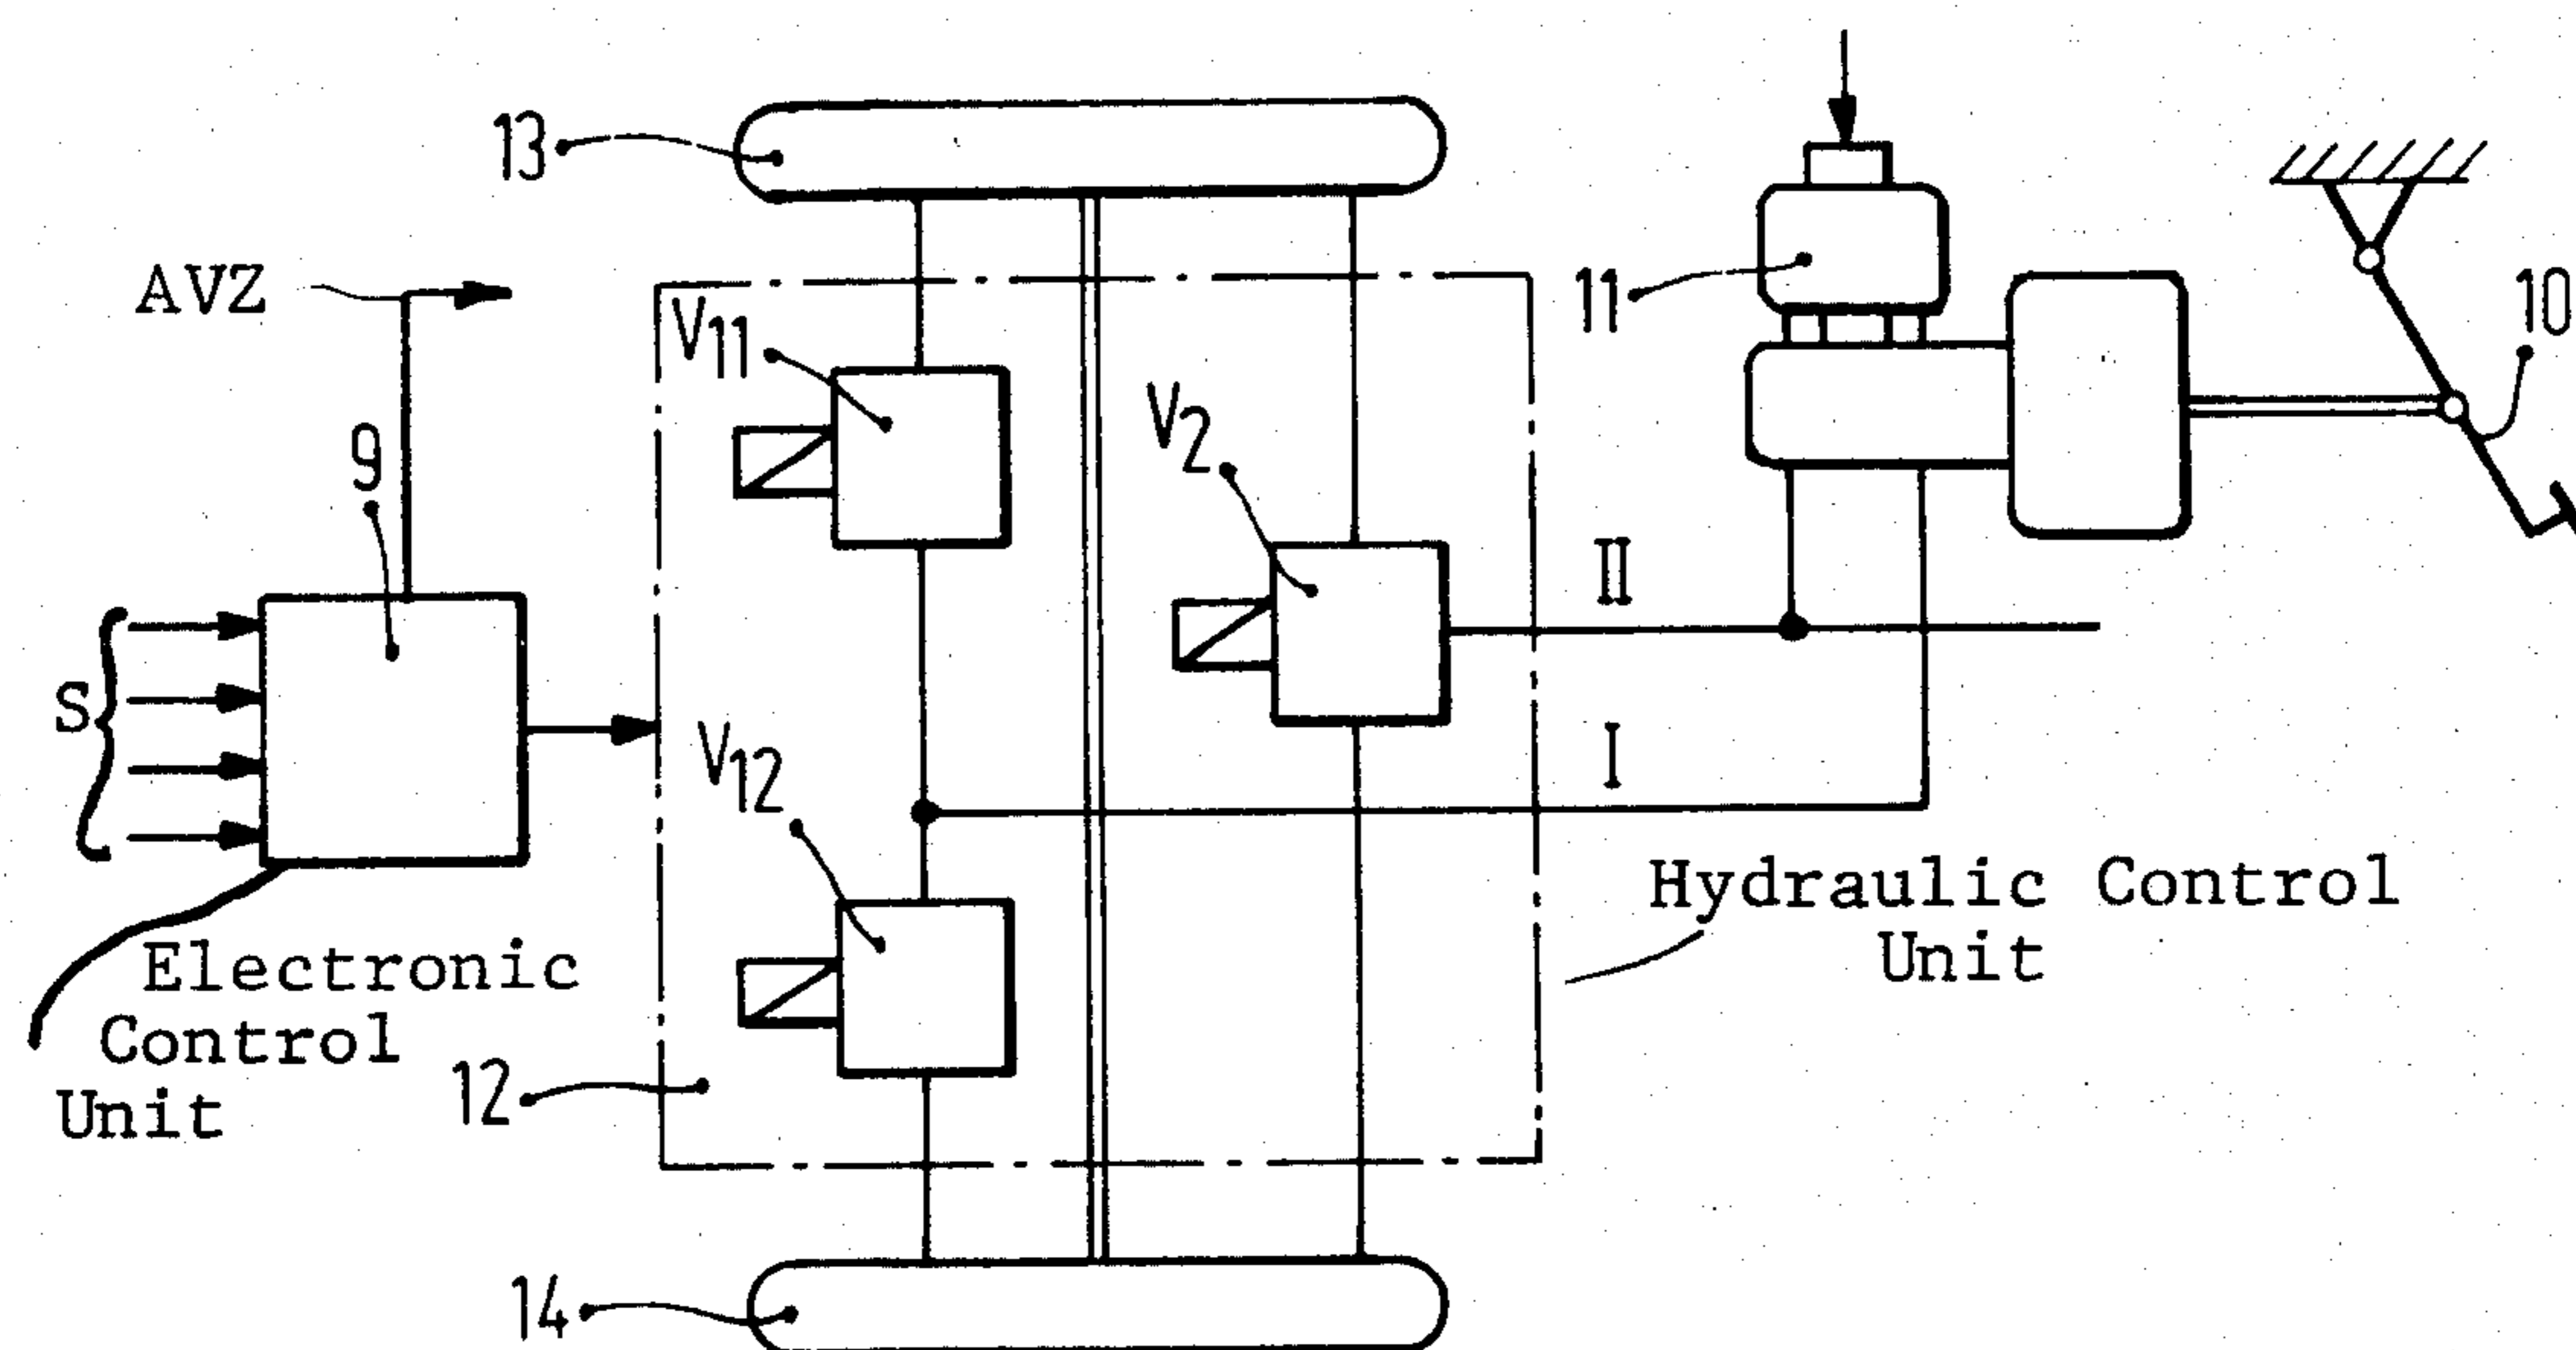 13
AVZ
V11
11
10
9
V2
II
S
V12
I
Hydraulic Control
Unit
Electronic
Control
Unit
12
14